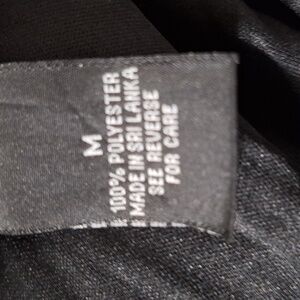 M
100% POLYESTER
MADE IN SRI LANKA
SEE REVERSE
FOR CARE